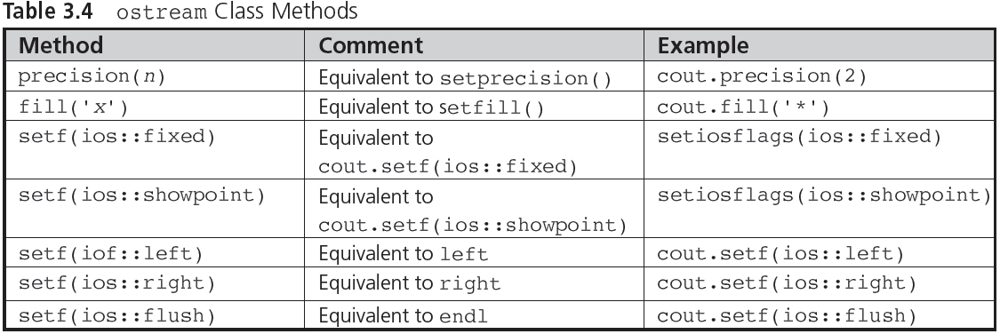 Table 3.4 ostream Class Methods
Method Comment Example
precision(n) Equivalent to setprecision() cout.precision(2)
fill('x') Equivalent to setfill() cout.fill('*')
setf(ios::fixed) Equivalent to setiosflags(ios::fixed)
cout.setf(ios::fixed)
setf(ios::showpoint) Equivalent to setiosflags(ios::showpoint)
cout.setf(ios::showpoint)
setf(iof::left) Equivalent to left cout.setf(ios::left)
setf(ios::right) Equivalent to right cout.setf(ios::right)
setf(ios::flush) Equivalent to endl cout.setf(ios::flush)